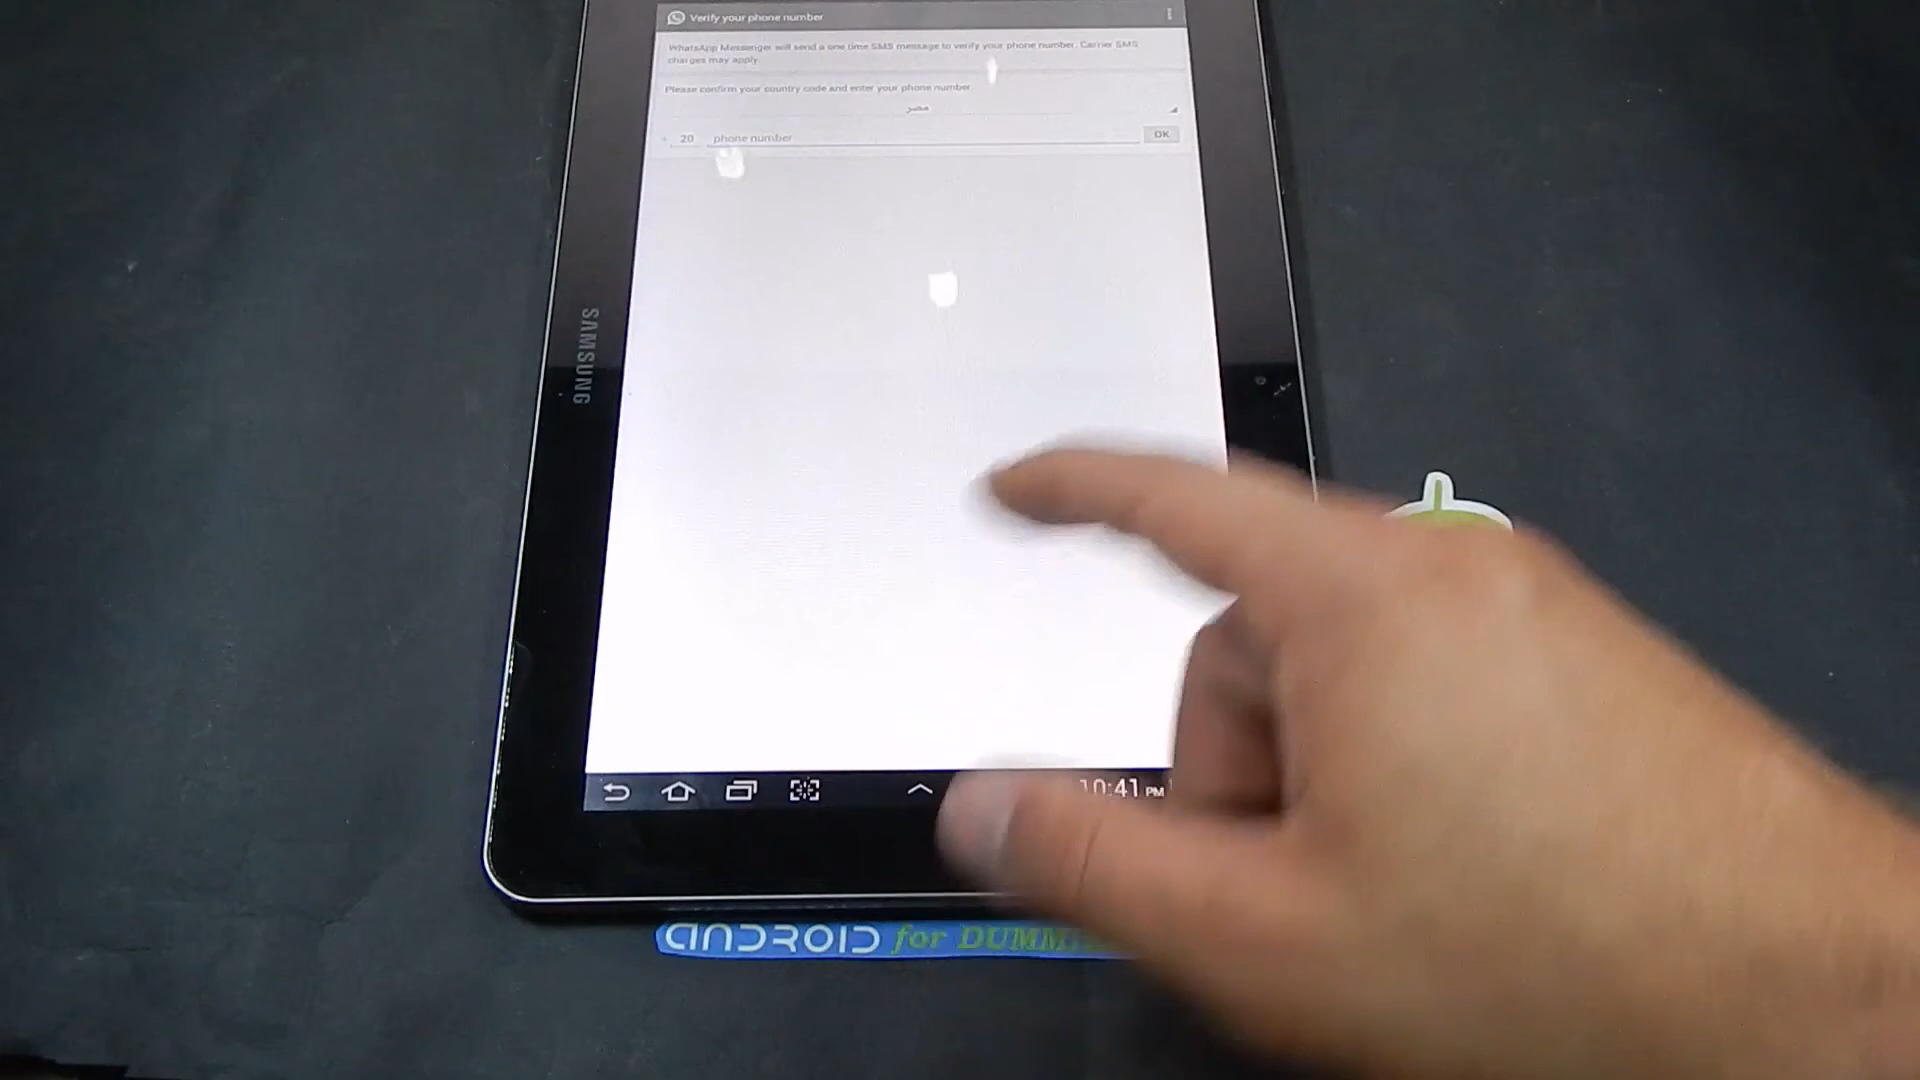 Verify your phone number
WhatsApp Messenger will send a one time SMS message to verify your phone number. Carrier SMS
charges may apply.
Please confirm your country code and enter your phone number
مصر
+ 20 phone number OK
SAMSUNG
10:41 PM
ANDROID for DUMM